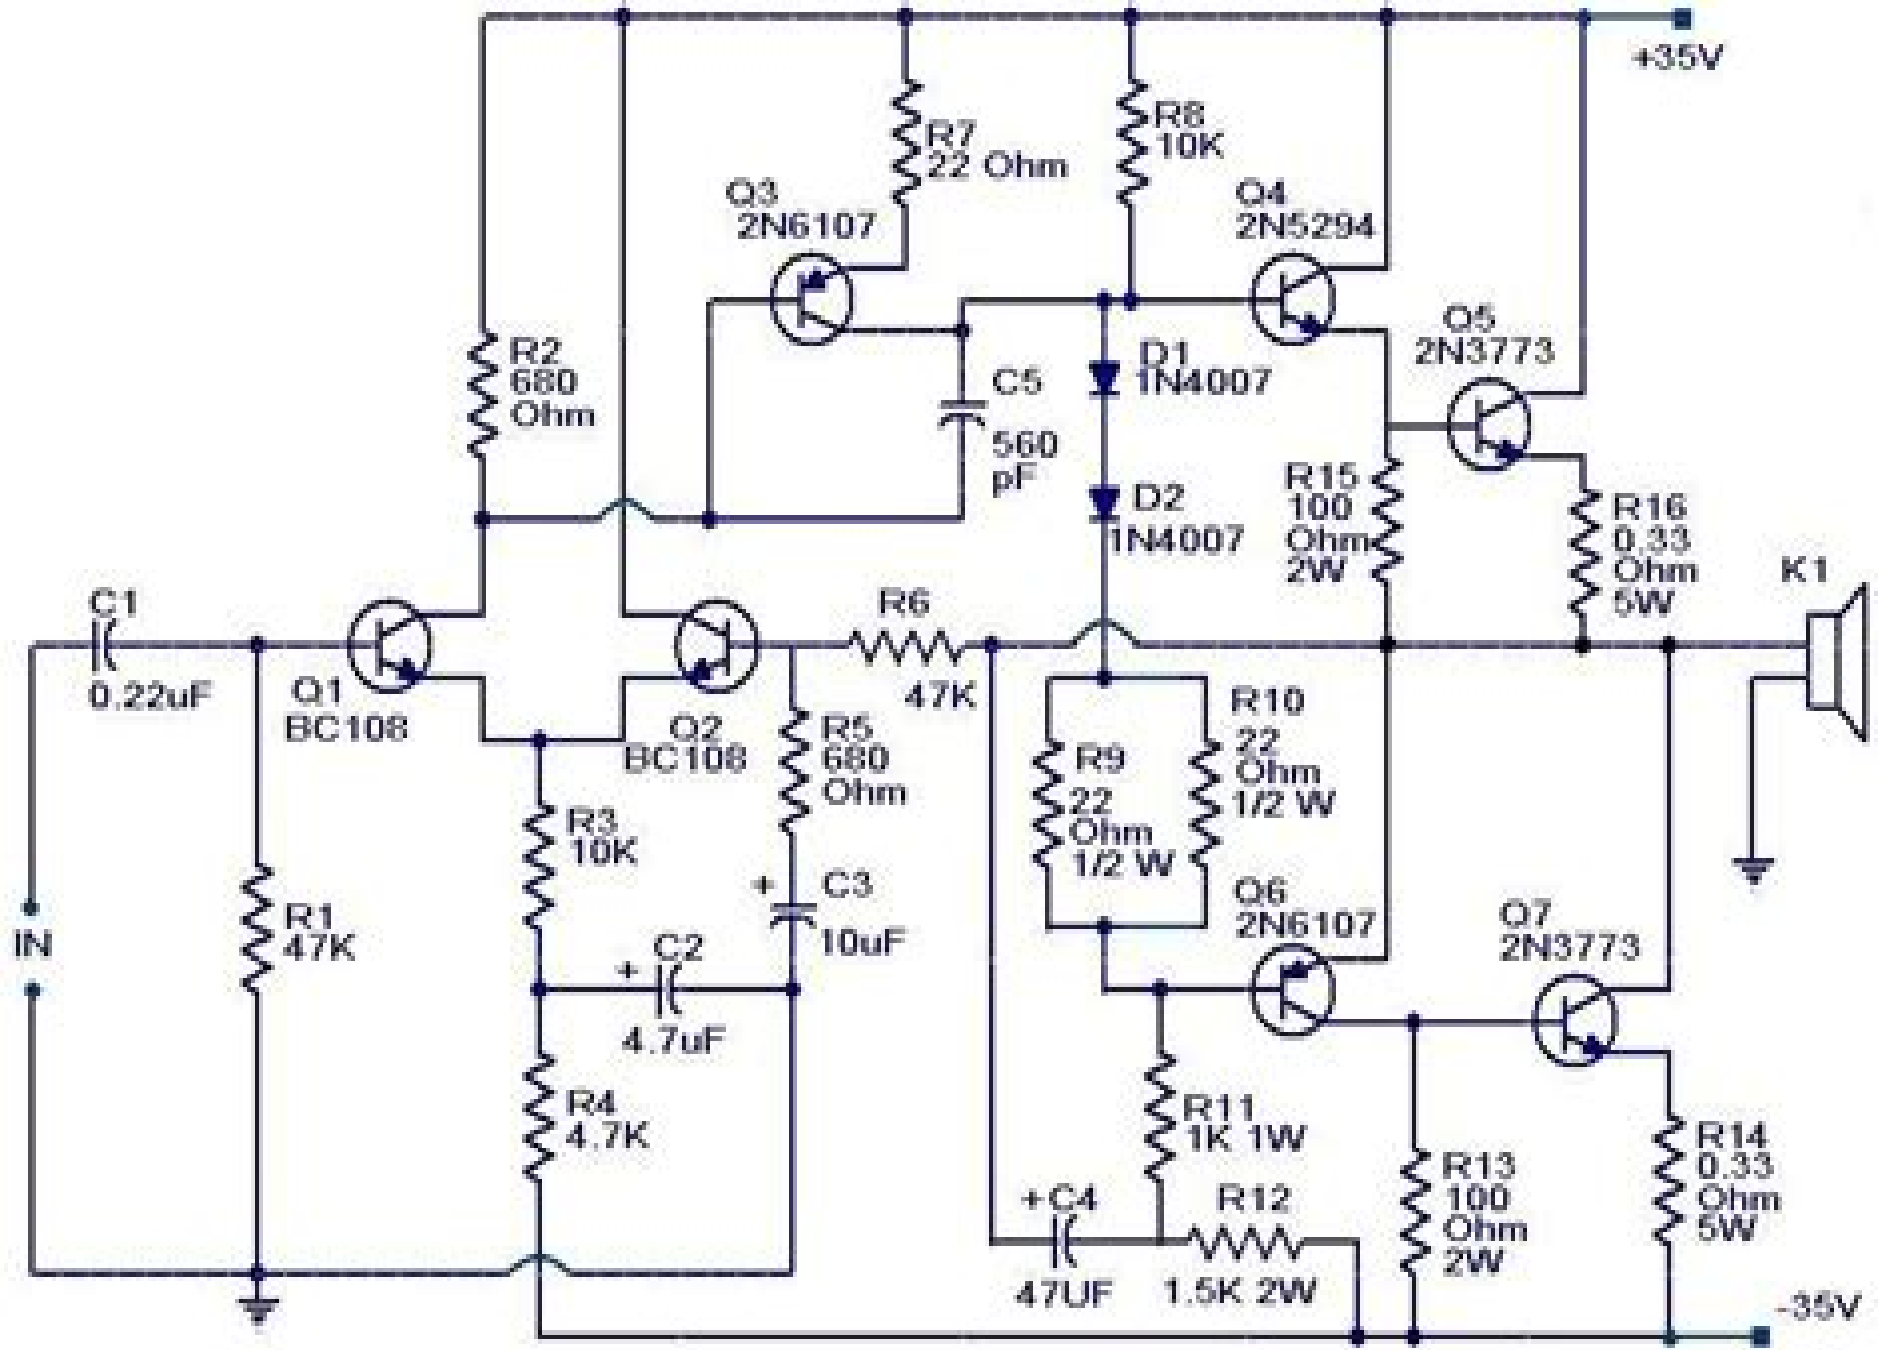 +35V
R7
22 Ohm
R8
10K
Q3
2N6107
Q4
2N5294
R2
680
Ohm
C5
560
pF
D1
1N4007
Q5
2N3773
D2
1N4007
R15
100
Ohm
2W
R16
0.33
Ohm
5W
K1
C1
0.22uF
Q1
BC108
Q2
BC108
R6
47K
R5
680
Ohm
R10
22
Ohm
1/2 W
R9
22
Ohm
1/2 W
R3
10K
+ C3
10uF
IN
R1
47K
+ C2
4.7uF
Q6
2N6107
Q7
2N3773
R4
4.7K
R11
1K 1W
R14
0.33
Ohm
5W
R13
100
Ohm
2W
+C4
47UF
R12
1.5K 2W
-35V